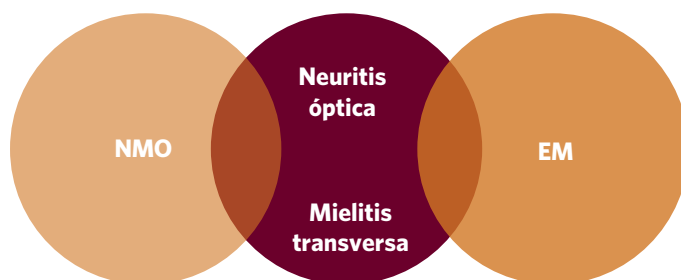 Neuritis
óptica
NMO
EM
Mielitis
transversa